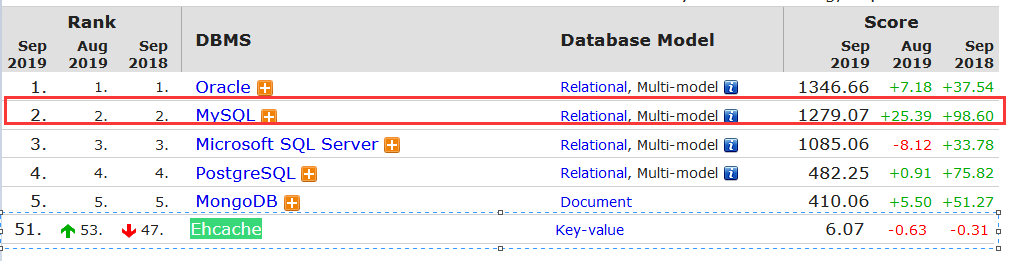 Rank Score
DBMS Database Model
Sep Aug Sep Sep Aug Sep
2019 2019 2018 2019 2019 2018
1. 1. 1. Oracle Relational, Multi-model 1346.66 +7.18 +37.54
2. 2. 2. MySQL Relational, Multi-model 1279.07 +25.39 +98.60
3. 3. 3. Microsoft SQL Server Relational, Multi-model 1085.06 -8.12 +33.78
4. 4. 4. PostgreSQL Relational, Multi-model 482.25 +0.91 +75.82
5. 5. 5. MongoDB Document 410.06 +5.50 +51.27
51. 53. 47. Ehcache Key-value 6.07 -0.63 -0.31